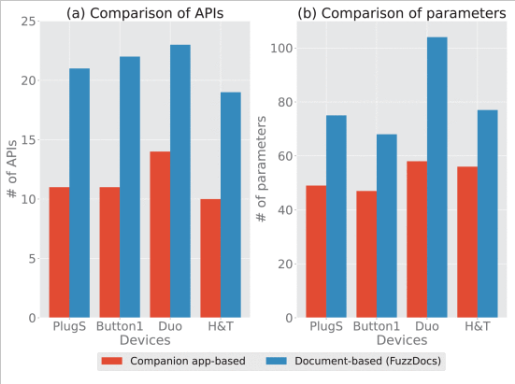 (a) Comparison of APIs
25
20
15
10
5
0
# of APIs
PlugS Button1 Duo H&T
Devices
(b) Comparison of parameters
100
80
60
40
20
0
# of parameters
PlugS Button1 Duo H&T
Devices
Companion app-based
Document-based (FuzzDocs)